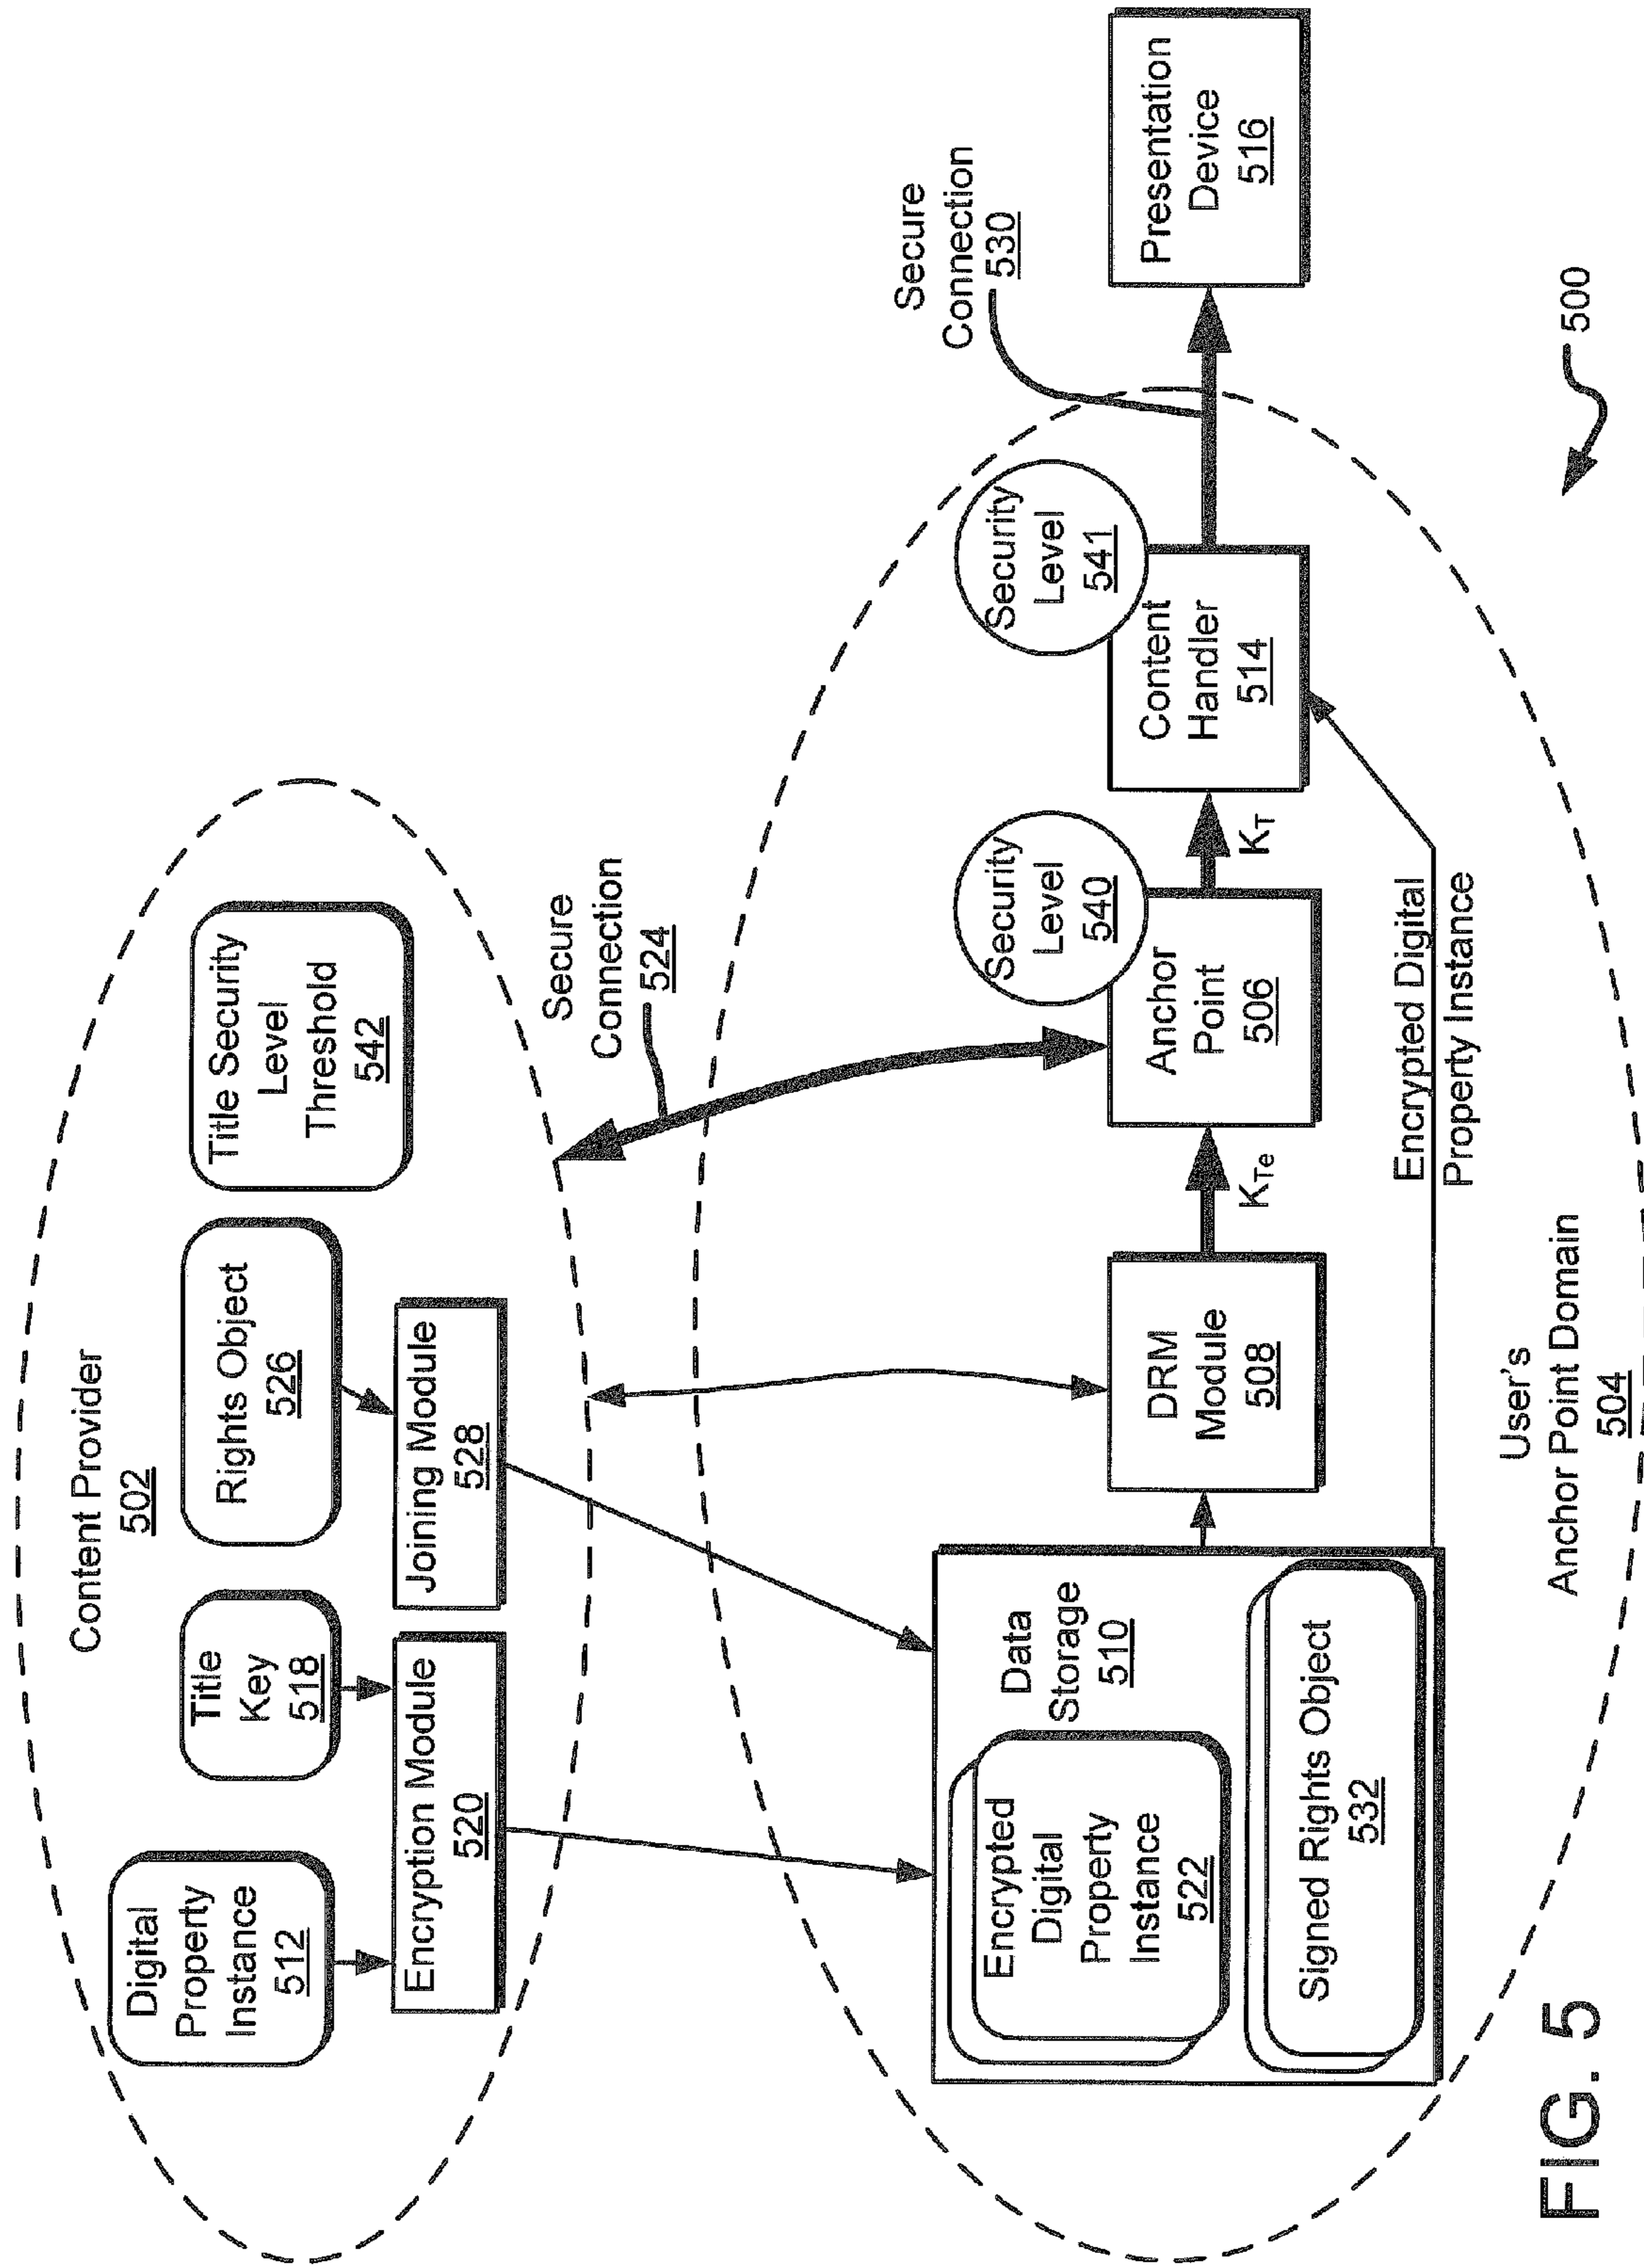 Content Provider
502
Digital
Property
Instance
512
Title
Key
518
Rights Object
526
Title Security
Level
Threshold
542
Encryption Module
520
Joining Module
528
Secure
Connection
524
Data
Storage
510
Encrypted
Digital
Property
Instance
522
Signed Rights Object
532
DRM
Module
508
KTe
Anchor
Point
506
Security
Level
540
KT
Content
Handler
514
Security
Level
541
Secure
Connection
530
Presentation
Device
516
Encrypted Digital
Property Instance
User's
Anchor Point Domain
504
500
FIG. 5